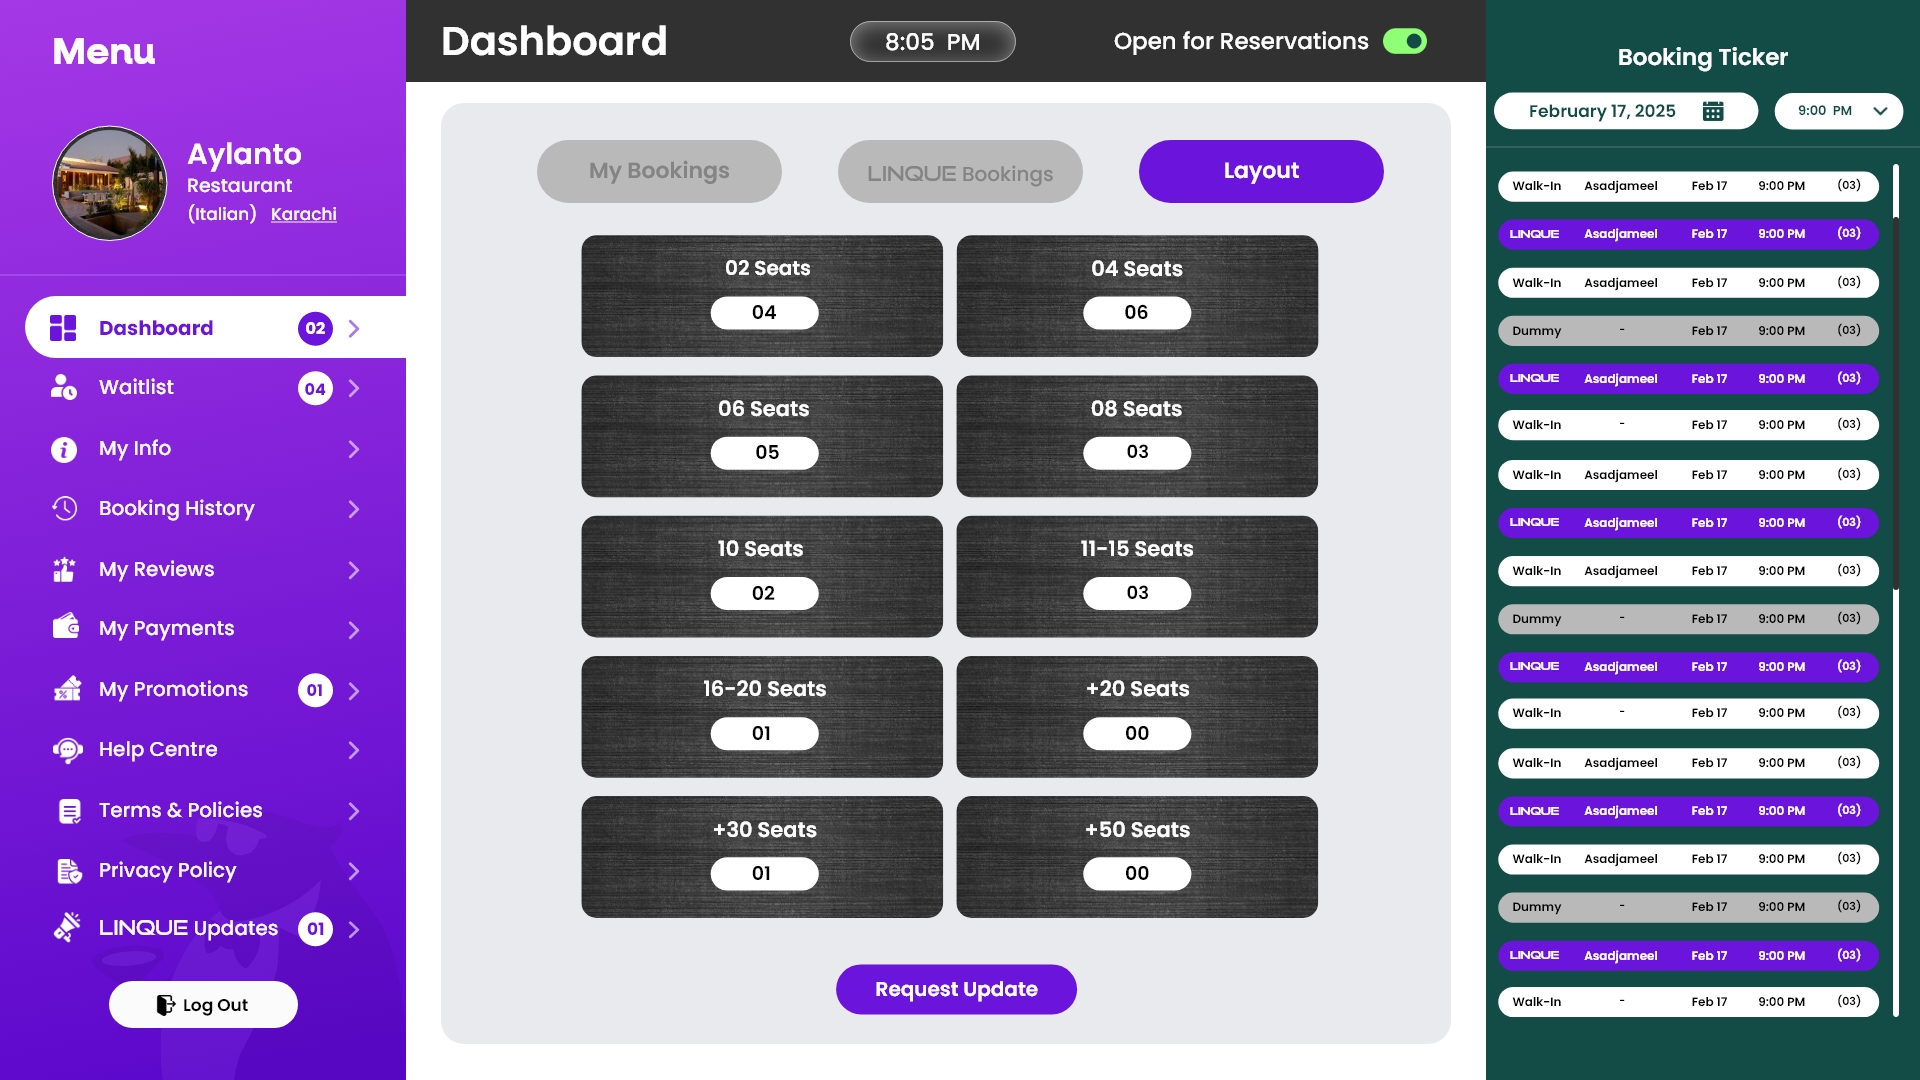 Menu
Aylanto
Restaurant
(Italian) Karachi
Dashboard 02
Waitlist 04
My Info
Booking History
My Reviews
My Payments
My Promotions 01
Help Centre
Terms & Policies
Privacy Policy
LINQUE Updates 01
Log Out
Dashboard 8:05 PM Open for Reservations
My Bookings LINQUE Bookings Layout
02 Seats
04
04 Seats
06
06 Seats
05
08 Seats
03
10 Seats
02
11-15 Seats
03
16-20 Seats
01
+20 Seats
00
+30 Seats
01
+50 Seats
00
Request Update
Booking Ticker
February 17, 2025 9:00 PM
Walk-In Asadjameel Feb 17 9:00 PM (03)
LINQUE Asadjameel Feb 17 9:00 PM (03)
Walk-In Asadjameel Feb 17 9:00 PM (03)
Dummy - Feb 17 9:00 PM (03)
LINQUE Asadjameel Feb 17 9:00 PM (03)
Walk-In - Feb 17 9:00 PM (03)
Walk-In Asadjameel Feb 17 9:00 PM (03)
LINQUE Asadjameel Feb 17 9:00 PM (03)
Walk-In Asadjameel Feb 17 9:00 PM (03)
Dummy - Feb 17 9:00 PM (03)
LINQUE Asadjameel Feb 17 9:00 PM (03)
Walk-In - Feb 17 9:00 PM (03)
Walk-In Asadjameel Feb 17 9:00 PM (03)
LINQUE Asadjameel Feb 17 9:00 PM (03)
Walk-In Asadjameel Feb 17 9:00 PM (03)
Dummy - Feb 17 9:00 PM (03)
LINQUE Asadjameel Feb 17 9:00 PM (03)
Walk-In - Feb 17 9:00 PM (03)